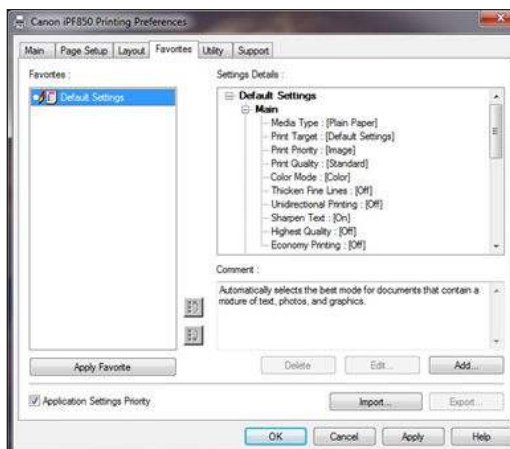 Canon iPF850 Printing Preferences
Main Page Setup Layout Favorites Utility Support
Favorites :
Default Settings
Settings Details :
Default Settings
Main
Media Type : [Plain Paper]
Print Target : [Default Settings]
Print Priority : [Image]
Print Quality : [Standard]
Color Mode : [Color]
Thicken Fine Lines : [Off]
Unidirectional Printing : [Off]
Sharpen Text : [On]
Highest Quality : [Off]
Economy Printing : [Off]
Comment :
Automatically selects the best mode for documents that contain a
mixture of text, photos, and graphics.
Apply Favorite
Delete Edit... Add...
Application Settings Priority
Import... Export...
OK Cancel Apply Help